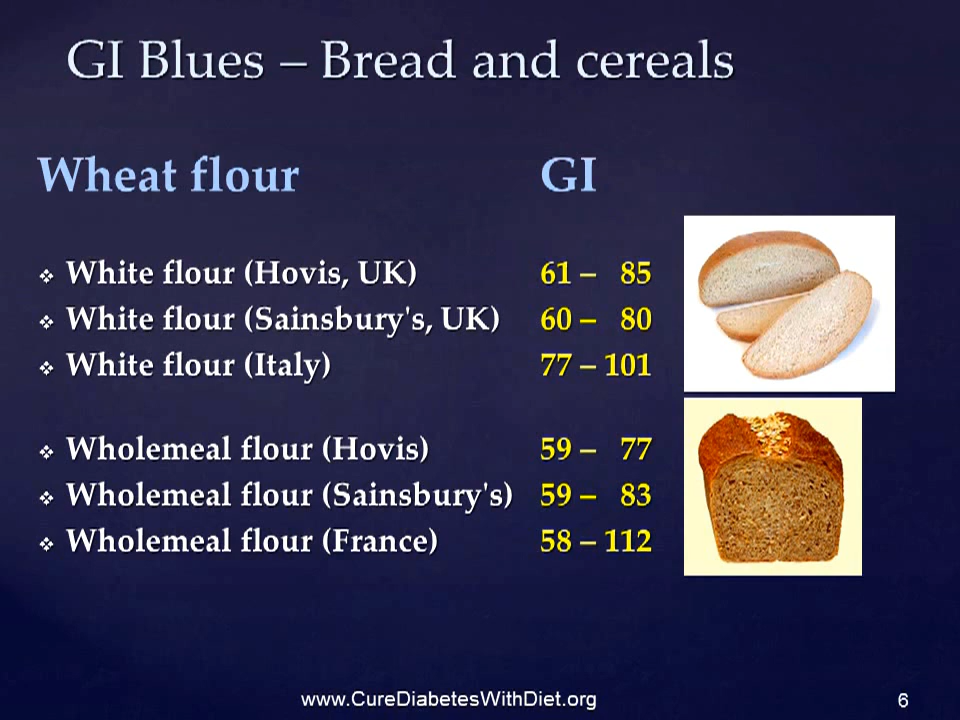 GI Blues – Bread and cereals
Wheat flour GI
❖ White flour (Hovis, UK) 61 – 85
❖ White flour (Sainsbury's, UK) 60 – 80
❖ White flour (Italy) 77 – 101
❖ Wholemeal flour (Hovis) 59 – 77
❖ Wholemeal flour (Sainsbury's) 59 – 83
❖ Wholemeal flour (France) 58 – 112
www.CureDiabetesWithDiet.org 6